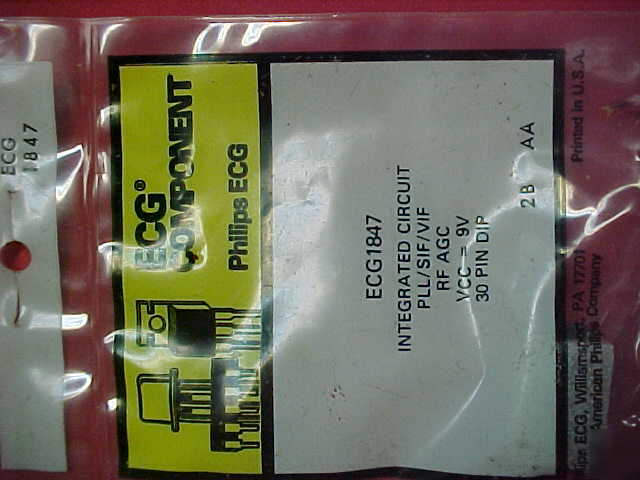 ECG
1847
ECG®
COMPONENT
Philips ECG
ECG1847
INTEGRATED CIRCUIT
PLL/SIF/VIF
RF AGC
VCC = 9V
30 PIN DIP
2B AA
ECG, Williamsport, PA 17701 Printed in U.S.A.
American Philips Company